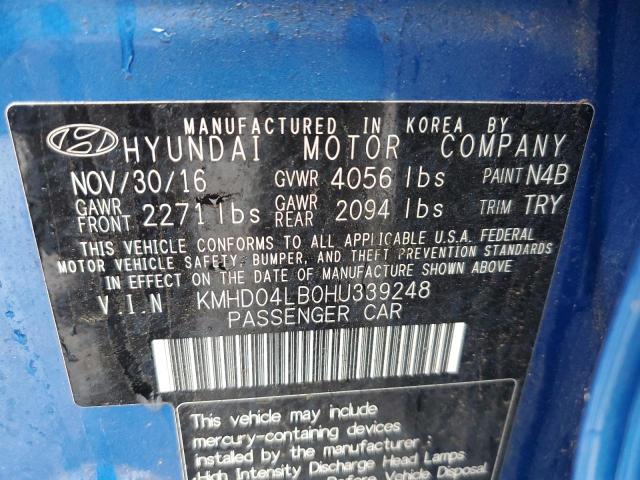 MANUFACTURED IN KOREA BY
HYUNDAI MOTOR COMPANY
NOV/30/16 GVWR 4056 lbs PAINT N4B
GAWR FRONT 2271 lbs GAWR REAR 2094 lbs TRIM TRY
THIS VEHICLE CONFORMS TO ALL APPLICABLE U.S.A. FEDERAL
MOTOR VEHICLE SAFETY, BUMPER, AND THEFT PREVENTION STANDARDS
IN EFFECT ON THE DATE OF MANUFACTURE SHOWN ABOVE
V.I.N KMHD04LB0HU339248
PASSENGER CAR
This vehicle may include
mercury-containing devices
installed by the manufacturer :
-High Intensity Discharge Head Lamps
Before Vehicle Disposal